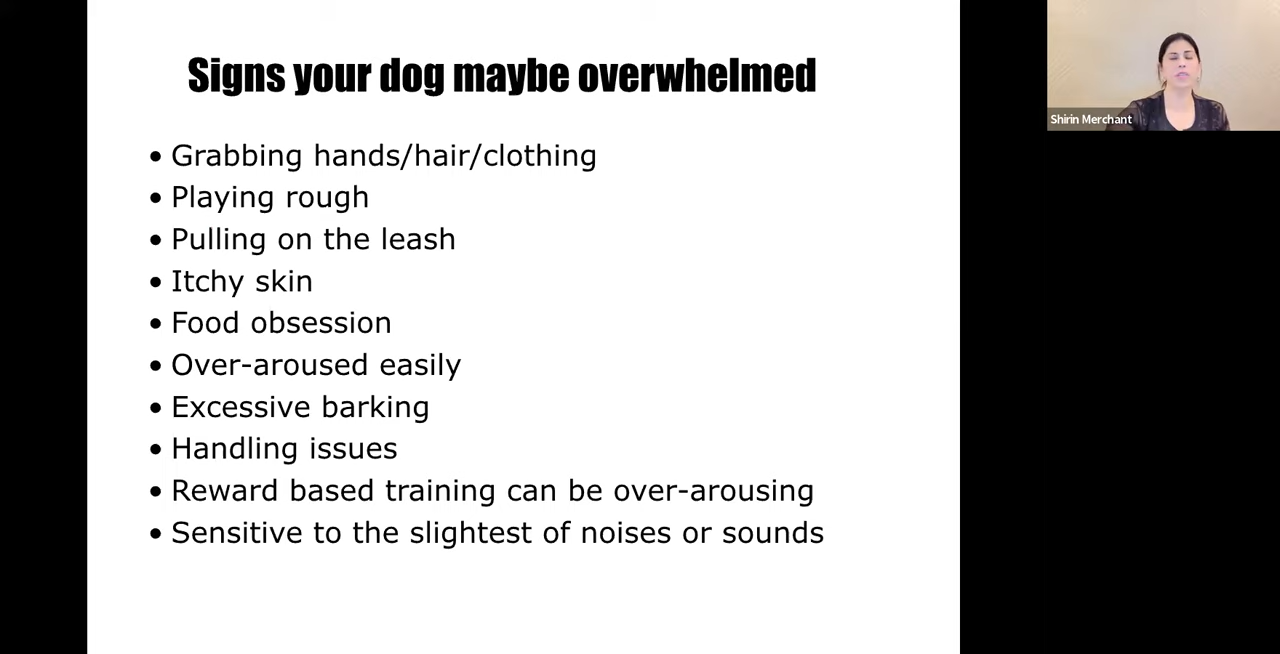 Signs your dog maybe overwhelmed
• Grabbing hands/hair/clothing
• Playing rough
• Pulling on the leash
• Itchy skin
• Food obsession
• Over-aroused easily
• Excessive barking
• Handling issues
• Reward based training can be over-arousing
• Sensitive to the slightest of noises or sounds
Shirin Merchant